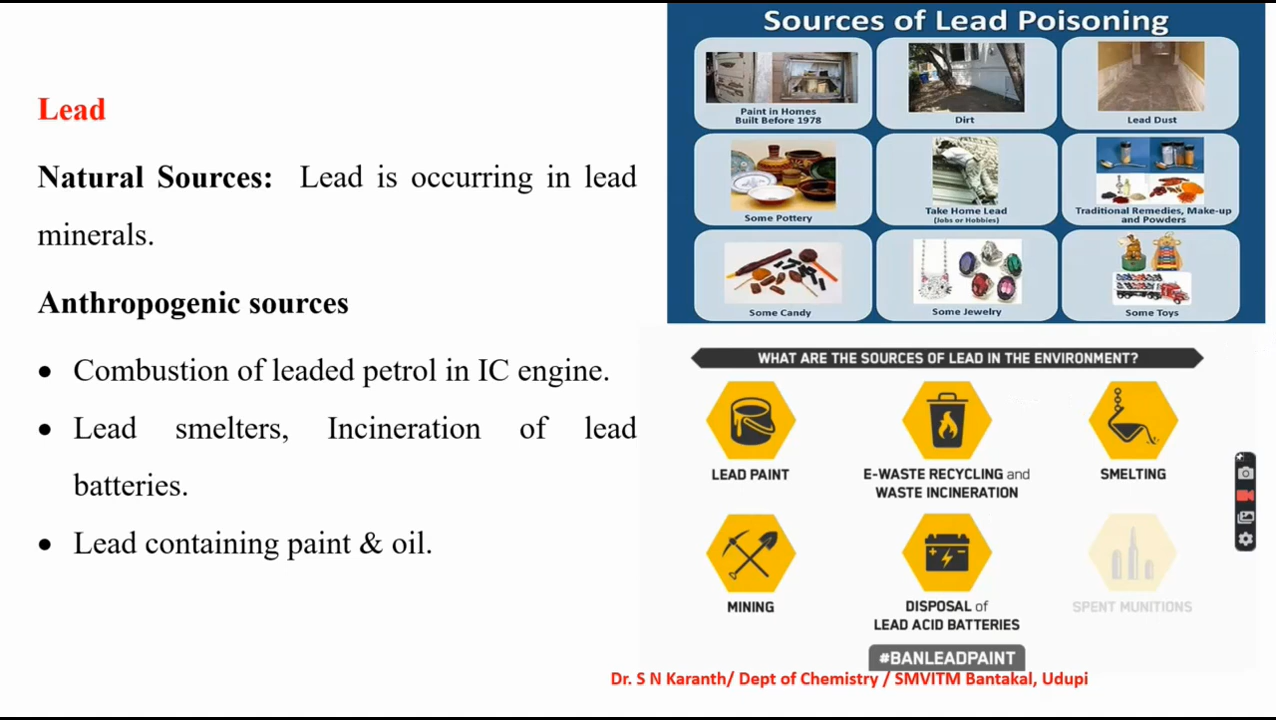 Lead
Natural Sources: Lead is occurring in lead
minerals.
Anthropogenic sources
• Combustion of leaded petrol in IC engine.
• Lead smelters, Incineration of lead
batteries.
• Lead containing paint & oil.
Sources of Lead Poisoning
Paint in Homes
Built Before 1978
Dirt
Lead Dust
Some Pottery
Take Home Lead
(Jobs or Hobbies)
Traditional Remedies, Make-up
and Powders
Some Candy
Some Jewelry
Some Toys
WHAT ARE THE SOURCES OF LEAD IN THE ENVIRONMENT?
LEAD PAINT
E-WASTE RECYCLING and
WASTE INCINERATION
SMELTING
MINING
DISPOSAL of
LEAD ACID BATTERIES
SPENT MUNITIONS
#BANLEADPAINT
Dr. S N Karanth/ Dept of Chemistry / SMVITM Bantakal, Udupi